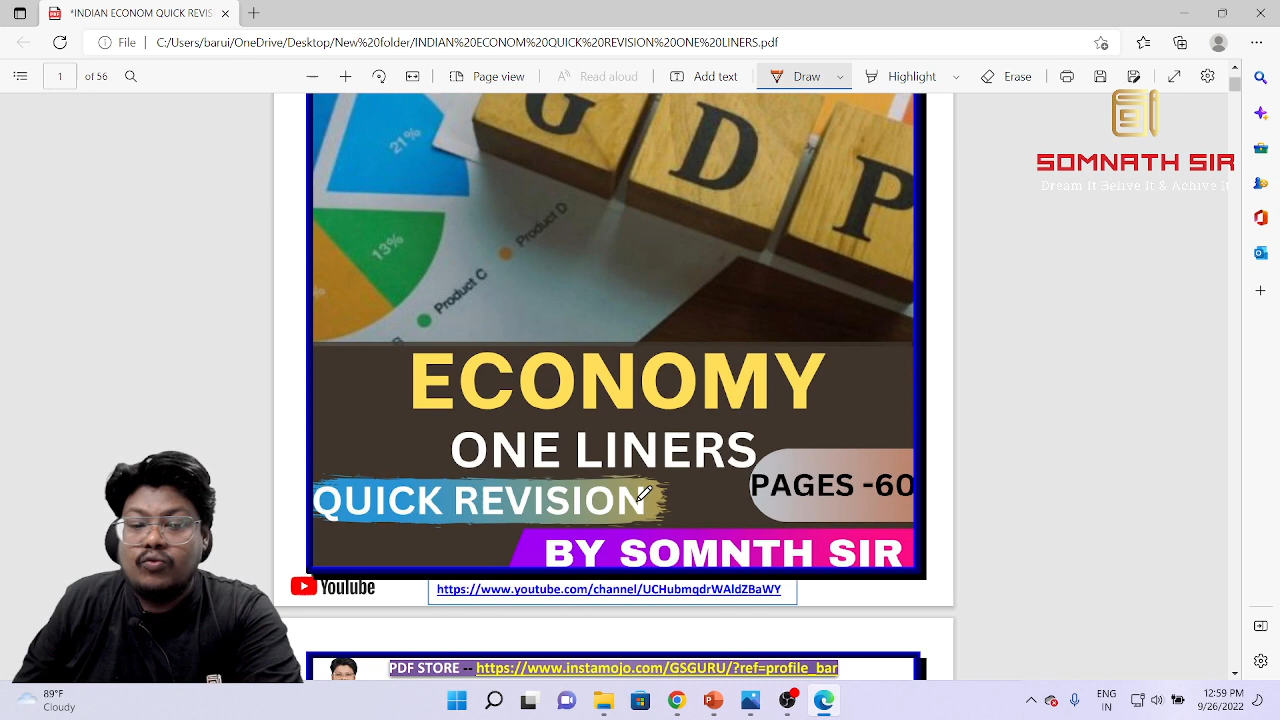 *INDIAN ECONOM QUICK REVIS
File C:/Users/barui/OneDrive/Desktop/New%20folder/INDIAN%20ECONOM%20QUICK%20REVISION%20ONE%20LINERS.pdf
1 of 56 Page view Read aloud Add text Draw Highlight Erase
SOMNATH SIR
Dream It Belive It & Achive It
G D P
21%
13%
Product D
Product C
ECONOMY
ONE LINERS
QUICK REVISION
PAGES -60
BY SOMNTH SIR
YouTube https://www.youtube.com/channel/UCHubmqdrWAldZBaWY
PDF STORE -- https://www.instamojo.com/GSGURU/?ref=profile_bar
89°F
Cloudy
ENG
IN
12:59 PM
9/26/2022